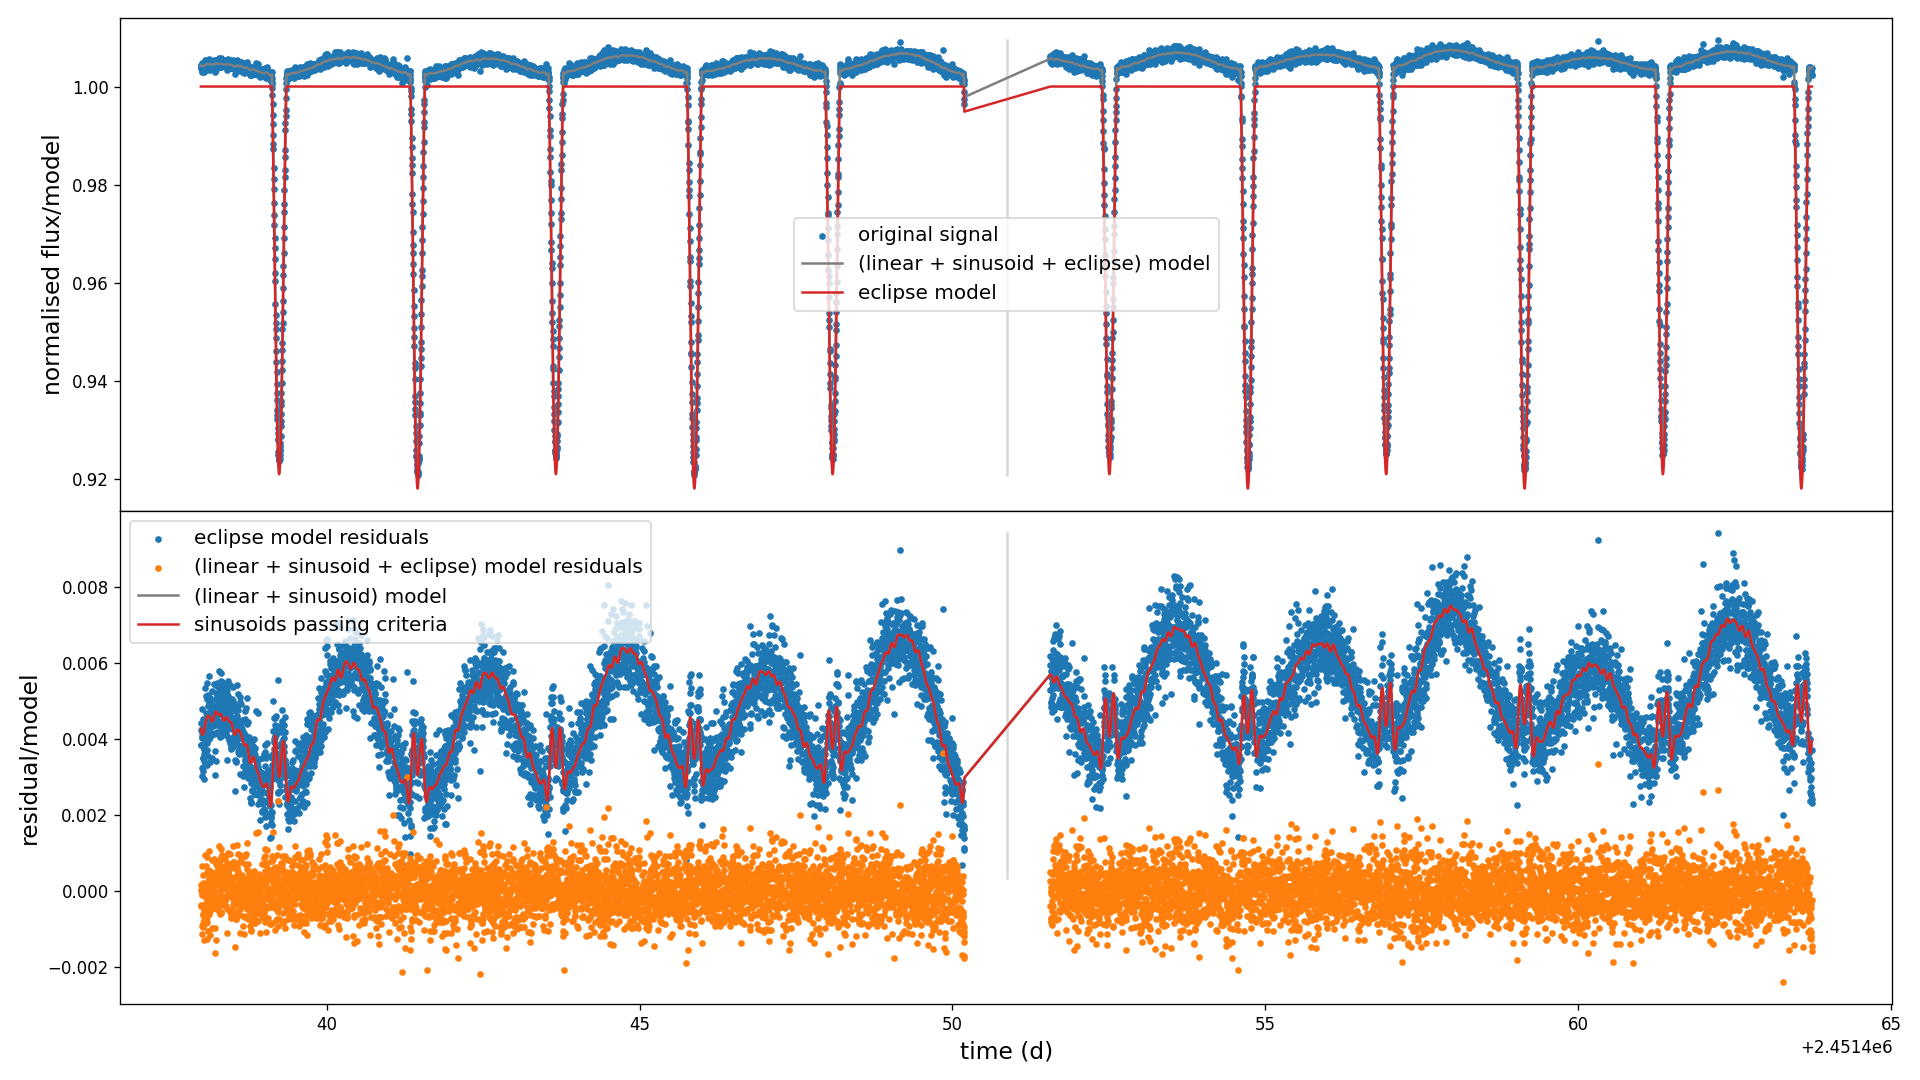 normalised flux/model
1.00
0.98
0.96
0.94
0.92
original signal
(linear + sinusoid + eclipse) model
eclipse model
residual/model
0.008
0.006
0.004
0.002
0.000
−0.002
eclipse model residuals
(linear + sinusoid + eclipse) model residuals
(linear + sinusoid) model
sinusoids passing criteria
40
45
50
55
60
65
time (d)
+2.4514e6